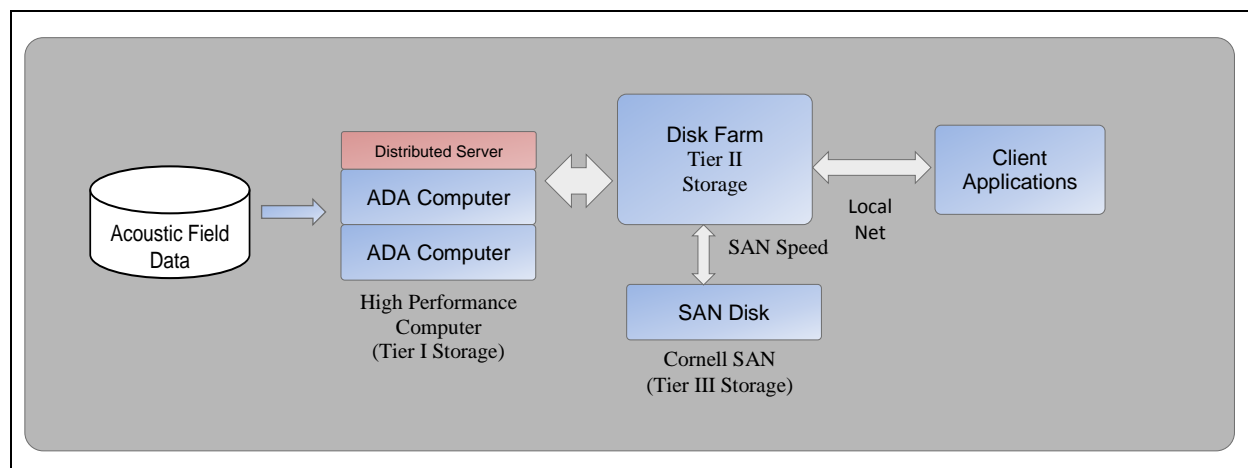 Acoustic Field
Data
Distributed Server
ADA Computer
ADA Computer
High Performance
Computer
(Tier I Storage)
Disk Farm
Tier II
Storage
SAN Speed
SAN Disk
Cornell SAN
(Tier III Storage)
Local
Net
Client
Applications